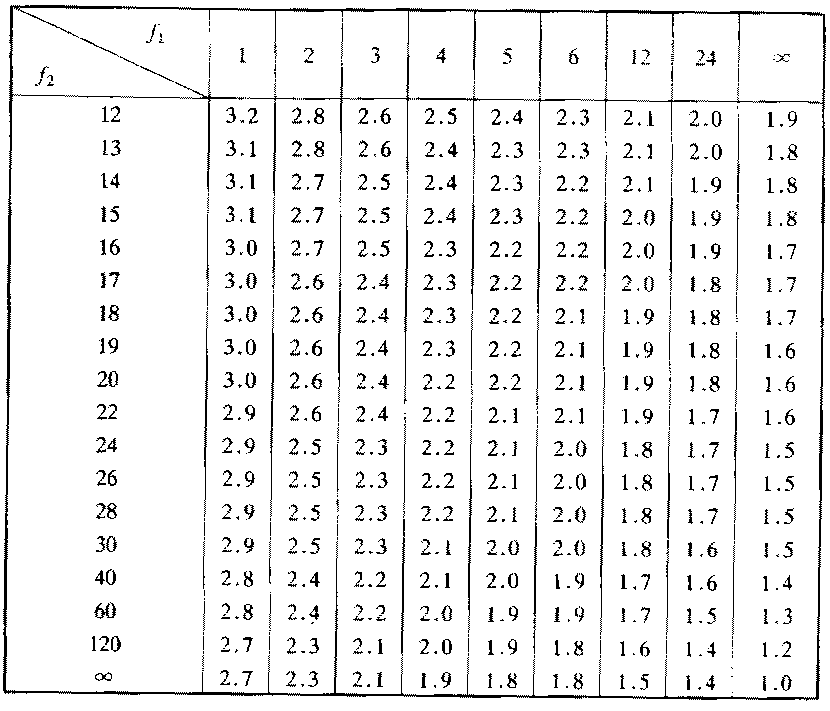 f₁ 1 2 3 4 5 6 12 24 ∞
f₂
12 3.2 2.8 2.6 2.5 2.4 2.3 2.1 2.0 1.9
13 3.1 2.8 2.6 2.4 2.3 2.3 2.1 2.0 1.8
14 3.1 2.7 2.5 2.4 2.3 2.2 2.1 1.9 1.8
15 3.1 2.7 2.5 2.4 2.3 2.2 2.0 1.9 1.8
16 3.0 2.7 2.5 2.3 2.2 2.2 2.0 1.9 1.7
17 3.0 2.6 2.4 2.3 2.2 2.2 2.0 1.8 1.7
18 3.0 2.6 2.4 2.3 2.2 2.1 1.9 1.8 1.7
19 3.0 2.6 2.4 2.3 2.2 2.1 1.9 1.8 1.6
20 3.0 2.6 2.4 2.2 2.2 2.1 1.9 1.8 1.6
22 2.9 2.6 2.4 2.2 2.1 2.1 1.9 1.7 1.6
24 2.9 2.5 2.3 2.2 2.1 2.0 1.8 1.7 1.5
26 2.9 2.5 2.3 2.2 2.1 2.0 1.8 1.7 1.5
28 2.9 2.5 2.3 2.2 2.1 2.0 1.8 1.7 1.5
30 2.9 2.5 2.3 2.1 2.0 2.0 1.8 1.6 1.5
40 2.8 2.4 2.2 2.1 2.0 1.9 1.7 1.6 1.4
60 2.8 2.4 2.2 2.0 1.9 1.9 1.7 1.5 1.3
120 2.7 2.3 2.1 2.0 1.9 1.8 1.6 1.4 1.2
∞ 2.7 2.3 2.1 1.9 1.8 1.8 1.5 1.4 1.0